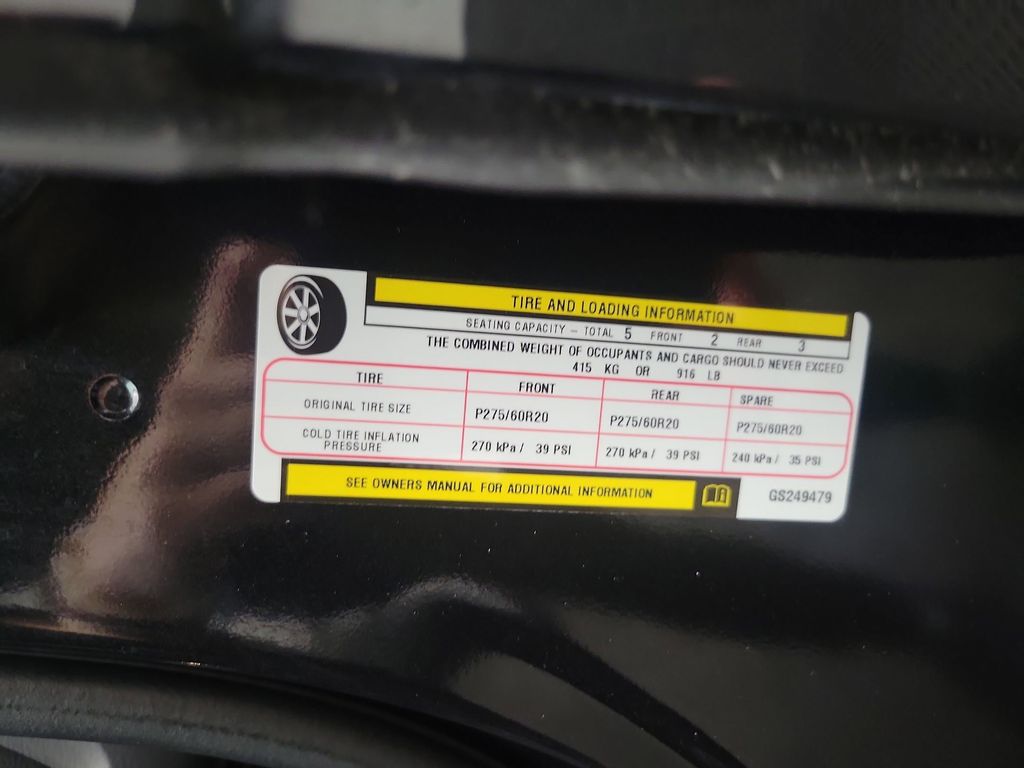 TIRE AND LOADING INFORMATION
SEATING CAPACITY – TOTAL 5 FRONT 2 REAR 3
THE COMBINED WEIGHT OF OCCUPANTS AND CARGO SHOULD NEVER EXCEED
415 KG OR 916 LB
TIRE FRONT REAR SPARE
ORIGINAL TIRE SIZE P275/60R20 P275/60R20 P275/60R20
COLD TIRE INFLATION
PRESSURE 270 kPa / 39 PSI 270 kPa / 39 PSI 240 kPa / 35 PSI
SEE OWNERS MANUAL FOR ADDITIONAL INFORMATION
GS249479